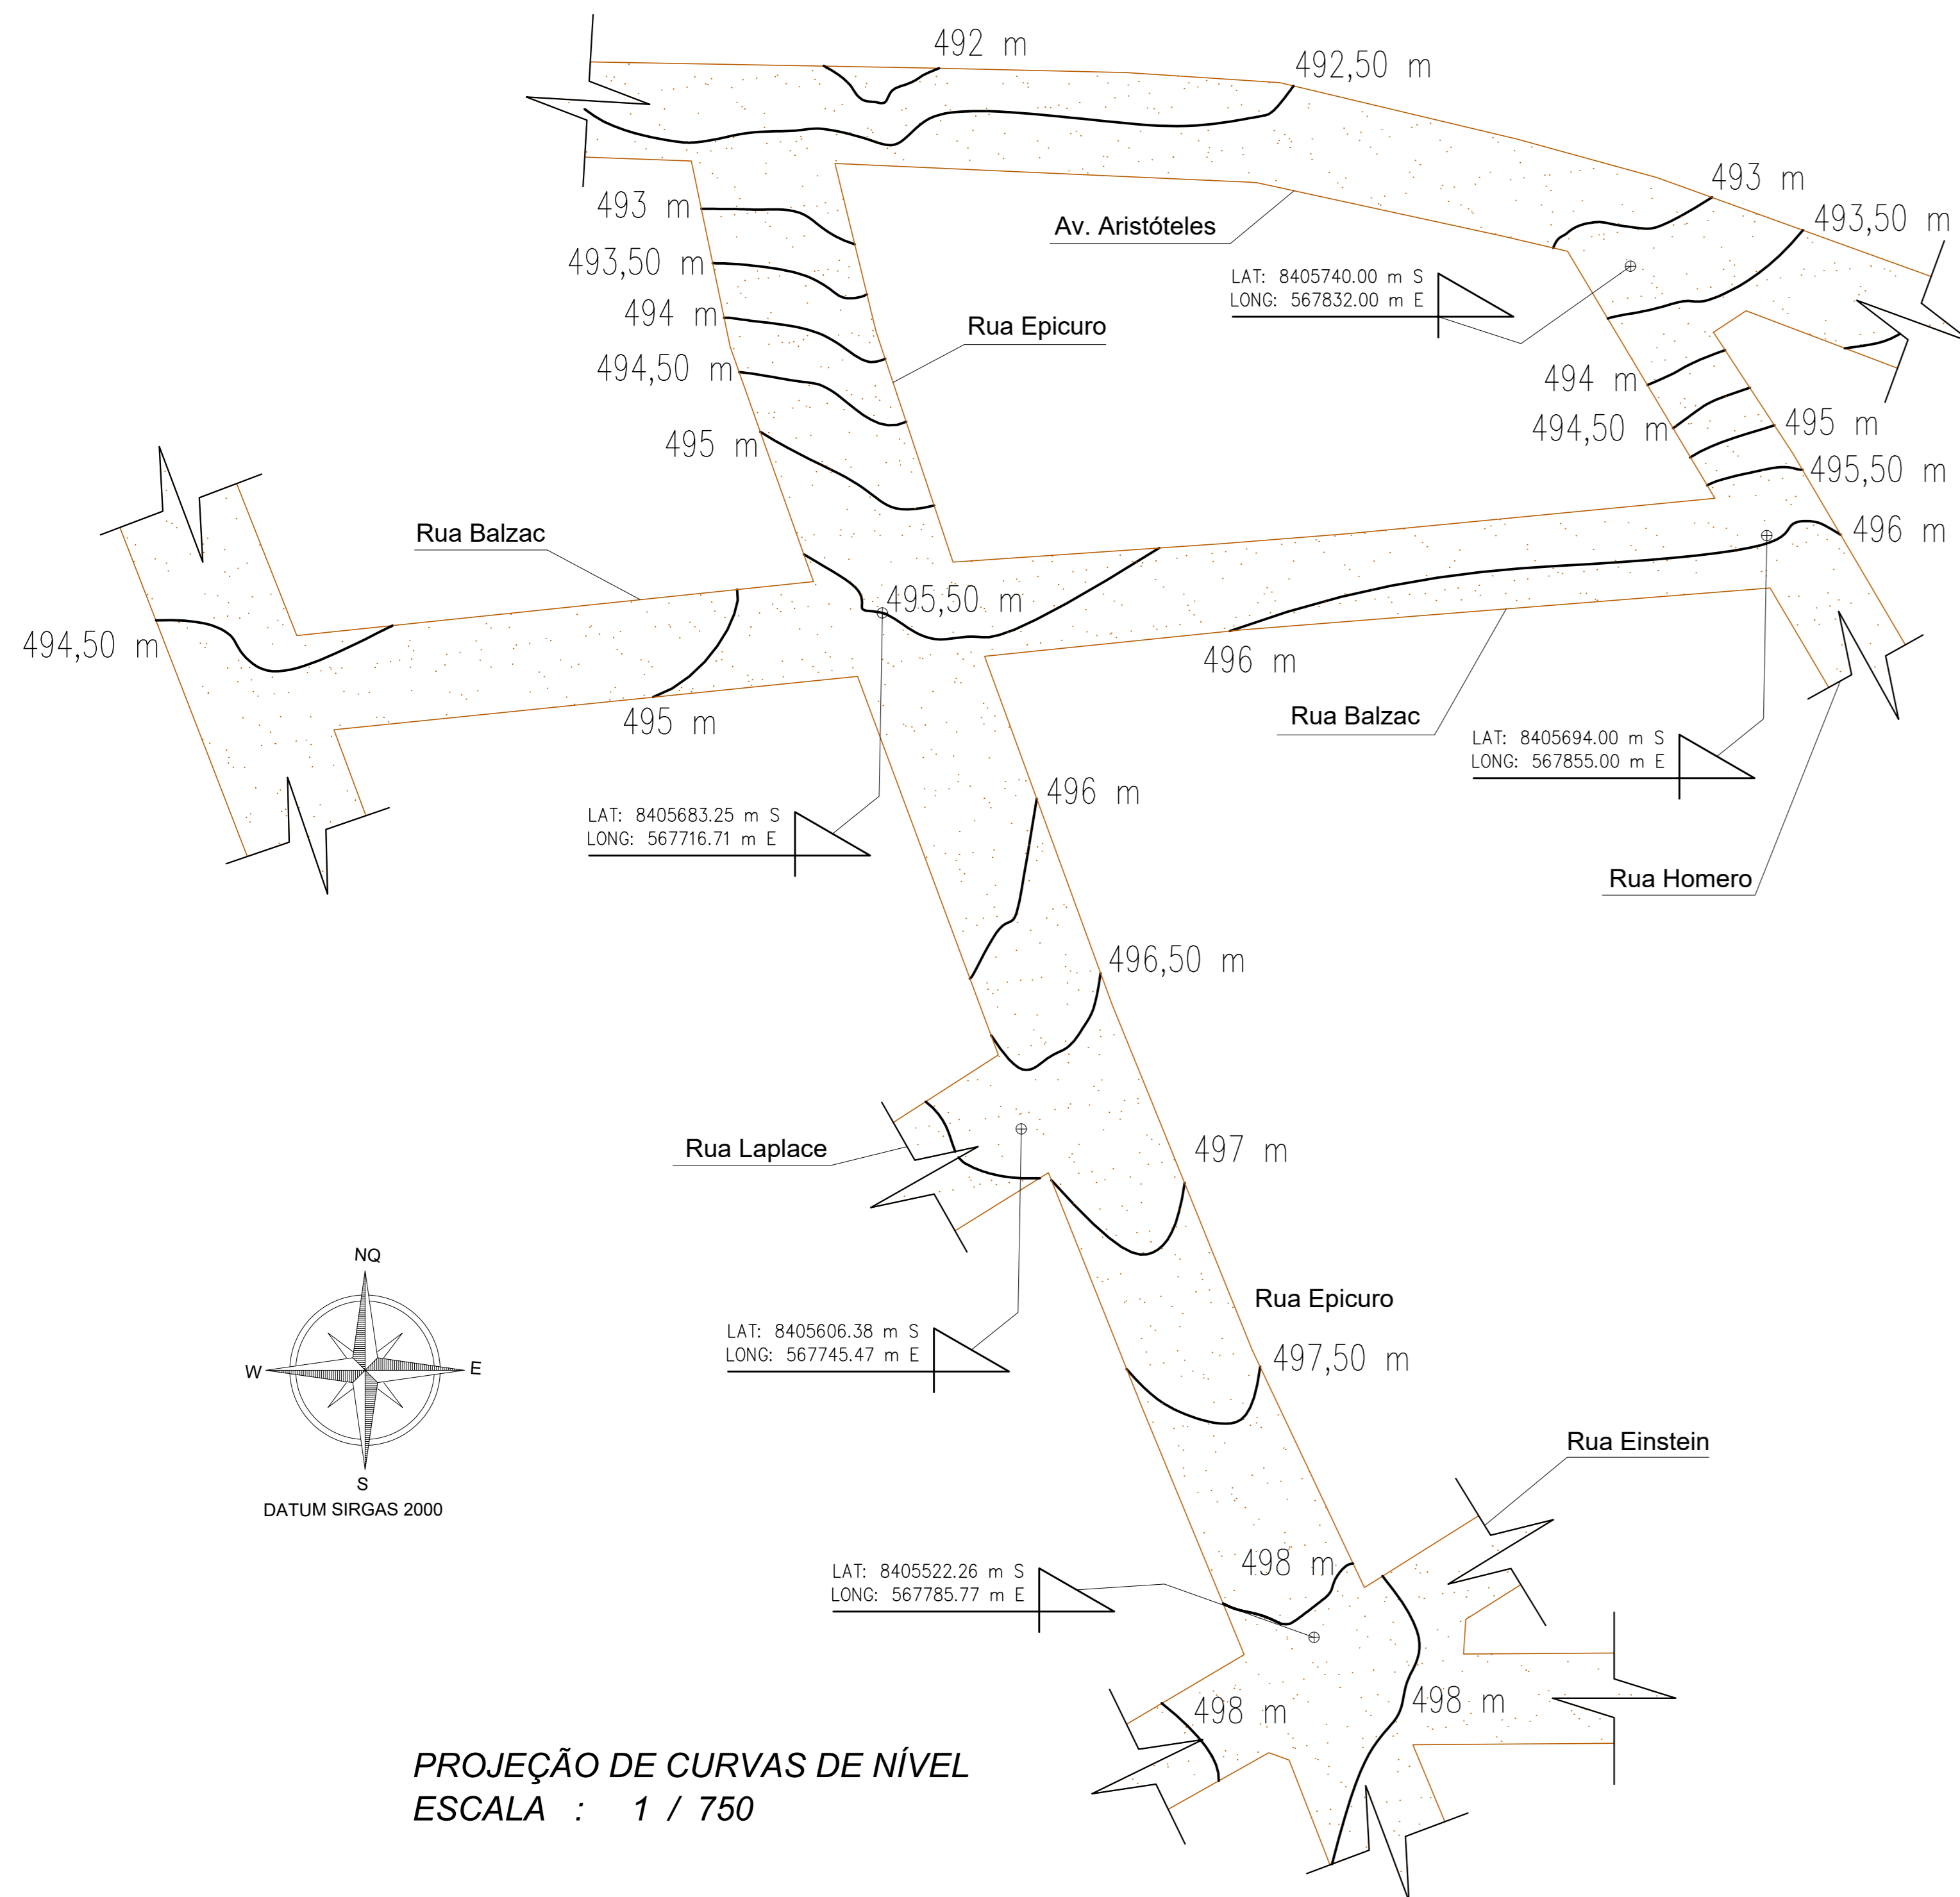 492 m
492,50 m
493 m
493,50 m
493 m
Av. Aristóteles
493,50 m
LAT: 8405740.00 m S
LONG: 567832.00 m E
494 m
Rua Epicuro
494,50 m
494 m
495 m
494,50 m
495 m
495,50 m
Rua Balzac
496 m
495,50 m
494,50 m
496 m
495 m
Rua Balzac
LAT: 8405694.00 m S
LONG: 567855.00 m E
496 m
LAT: 8405683.25 m S
LONG: 567716.71 m E
Rua Homero
496,50 m
Rua Laplace
497 m
NQ
W
E
S
DATUM SIRGAS 2000
Rua Epicuro
LAT: 8405606.38 m S
LONG: 567745.47 m E
497,50 m
Rua Einstein
498 m
LAT: 8405522.26 m S
LONG: 567785.77 m E
498 m
498 m
PROJEÇÃO DE CURVAS DE NÍVEL
ESCALA : 1 / 750